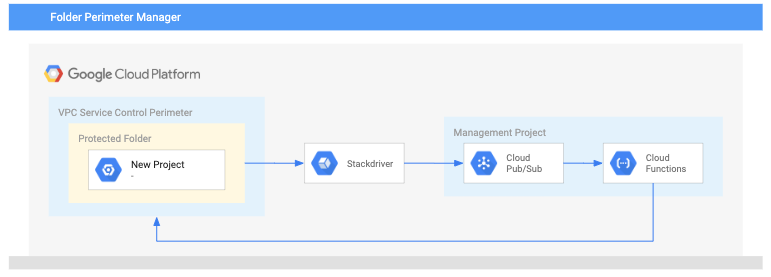 Folder Perimeter Manager
Google Cloud Platform
VPC Service Control Perimeter
Protected Folder
New Project
-
Stackdriver
Management Project
Cloud
Pub/Sub
Cloud
Functions